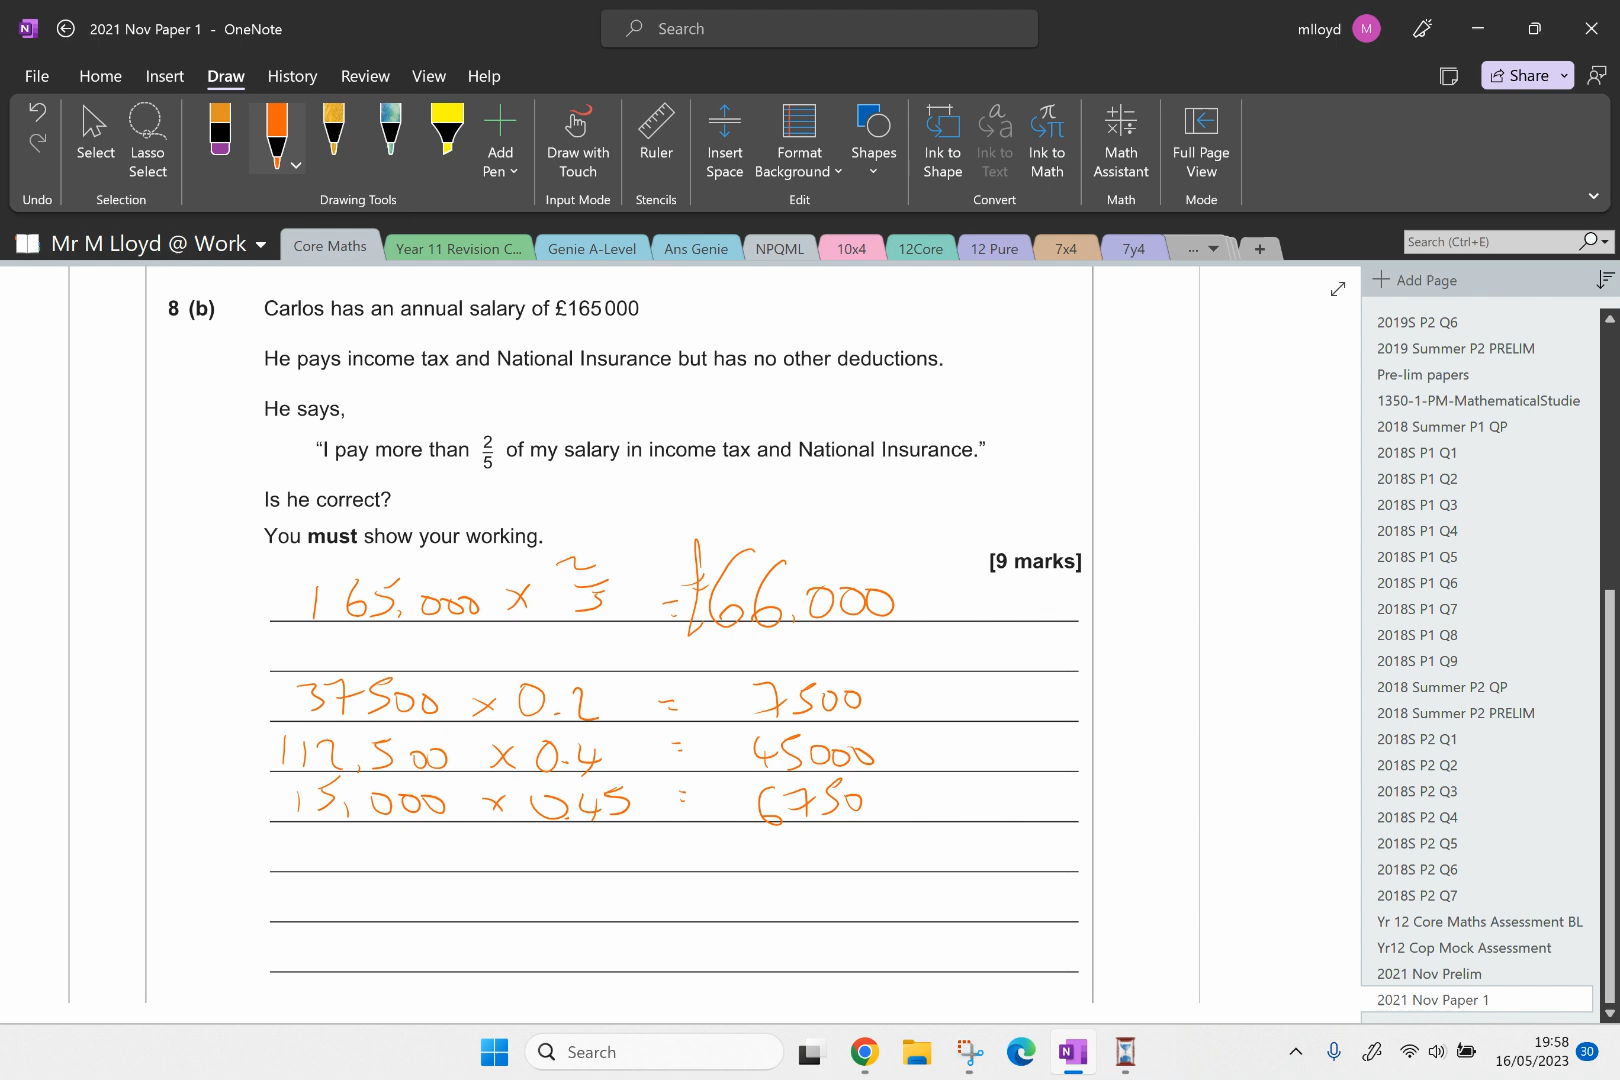 2021 Nov Paper 1 - OneNote
Search
mlloyd M
File Home Insert Draw History Review View Help
Share
Select
Lasso Select
Add Pen
Draw with Touch
Ruler
Insert Space
Format Background
Shapes
Ink to Shape
Ink to Text
Ink to Math
Math Assistant
Full Page View
Undo Selection Drawing Tools Input Mode Stencils Edit Convert Math Mode
Mr M Lloyd @ Work
Core Maths Year 11 Revision C... Genie A-Level Ans Genie NPQML 10x4 12Core 12 Pure 7x4 7y4 ... +
Search (Ctrl+E)
8 (b) Carlos has an annual salary of £165 000
He pays income tax and National Insurance but has no other deductions.
He says,
“I pay more than 2/5 of my salary in income tax and National Insurance.”
Is he correct?
You must show your working.
[9 marks]
165,000 × 2/5 = £66,000
37500 × 0.2 = 7500
112,500 × 0.4 = 45000
15,000 × 0.45 = 6750
Add Page
2019S P2 Q6
2019 Summer P2 PRELIM
Pre-lim papers
1350-1-PM-MathematicalStudie
2018 Summer P1 QP
2018S P1 Q1
2018S P1 Q2
2018S P1 Q3
2018S P1 Q4
2018S P1 Q5
2018S P1 Q6
2018S P1 Q7
2018S P1 Q8
2018S P1 Q9
2018 Summer P2 QP
2018 Summer P2 PRELIM
2018S P2 Q1
2018S P2 Q2
2018S P2 Q3
2018S P2 Q4
2018S P2 Q5
2018S P2 Q6
2018S P2 Q7
Yr 12 Core Maths Assessment BL
Yr12 Cop Mock Assessment
2021 Nov Prelim
2021 Nov Paper 1
Search
19:58
16/05/2023
30